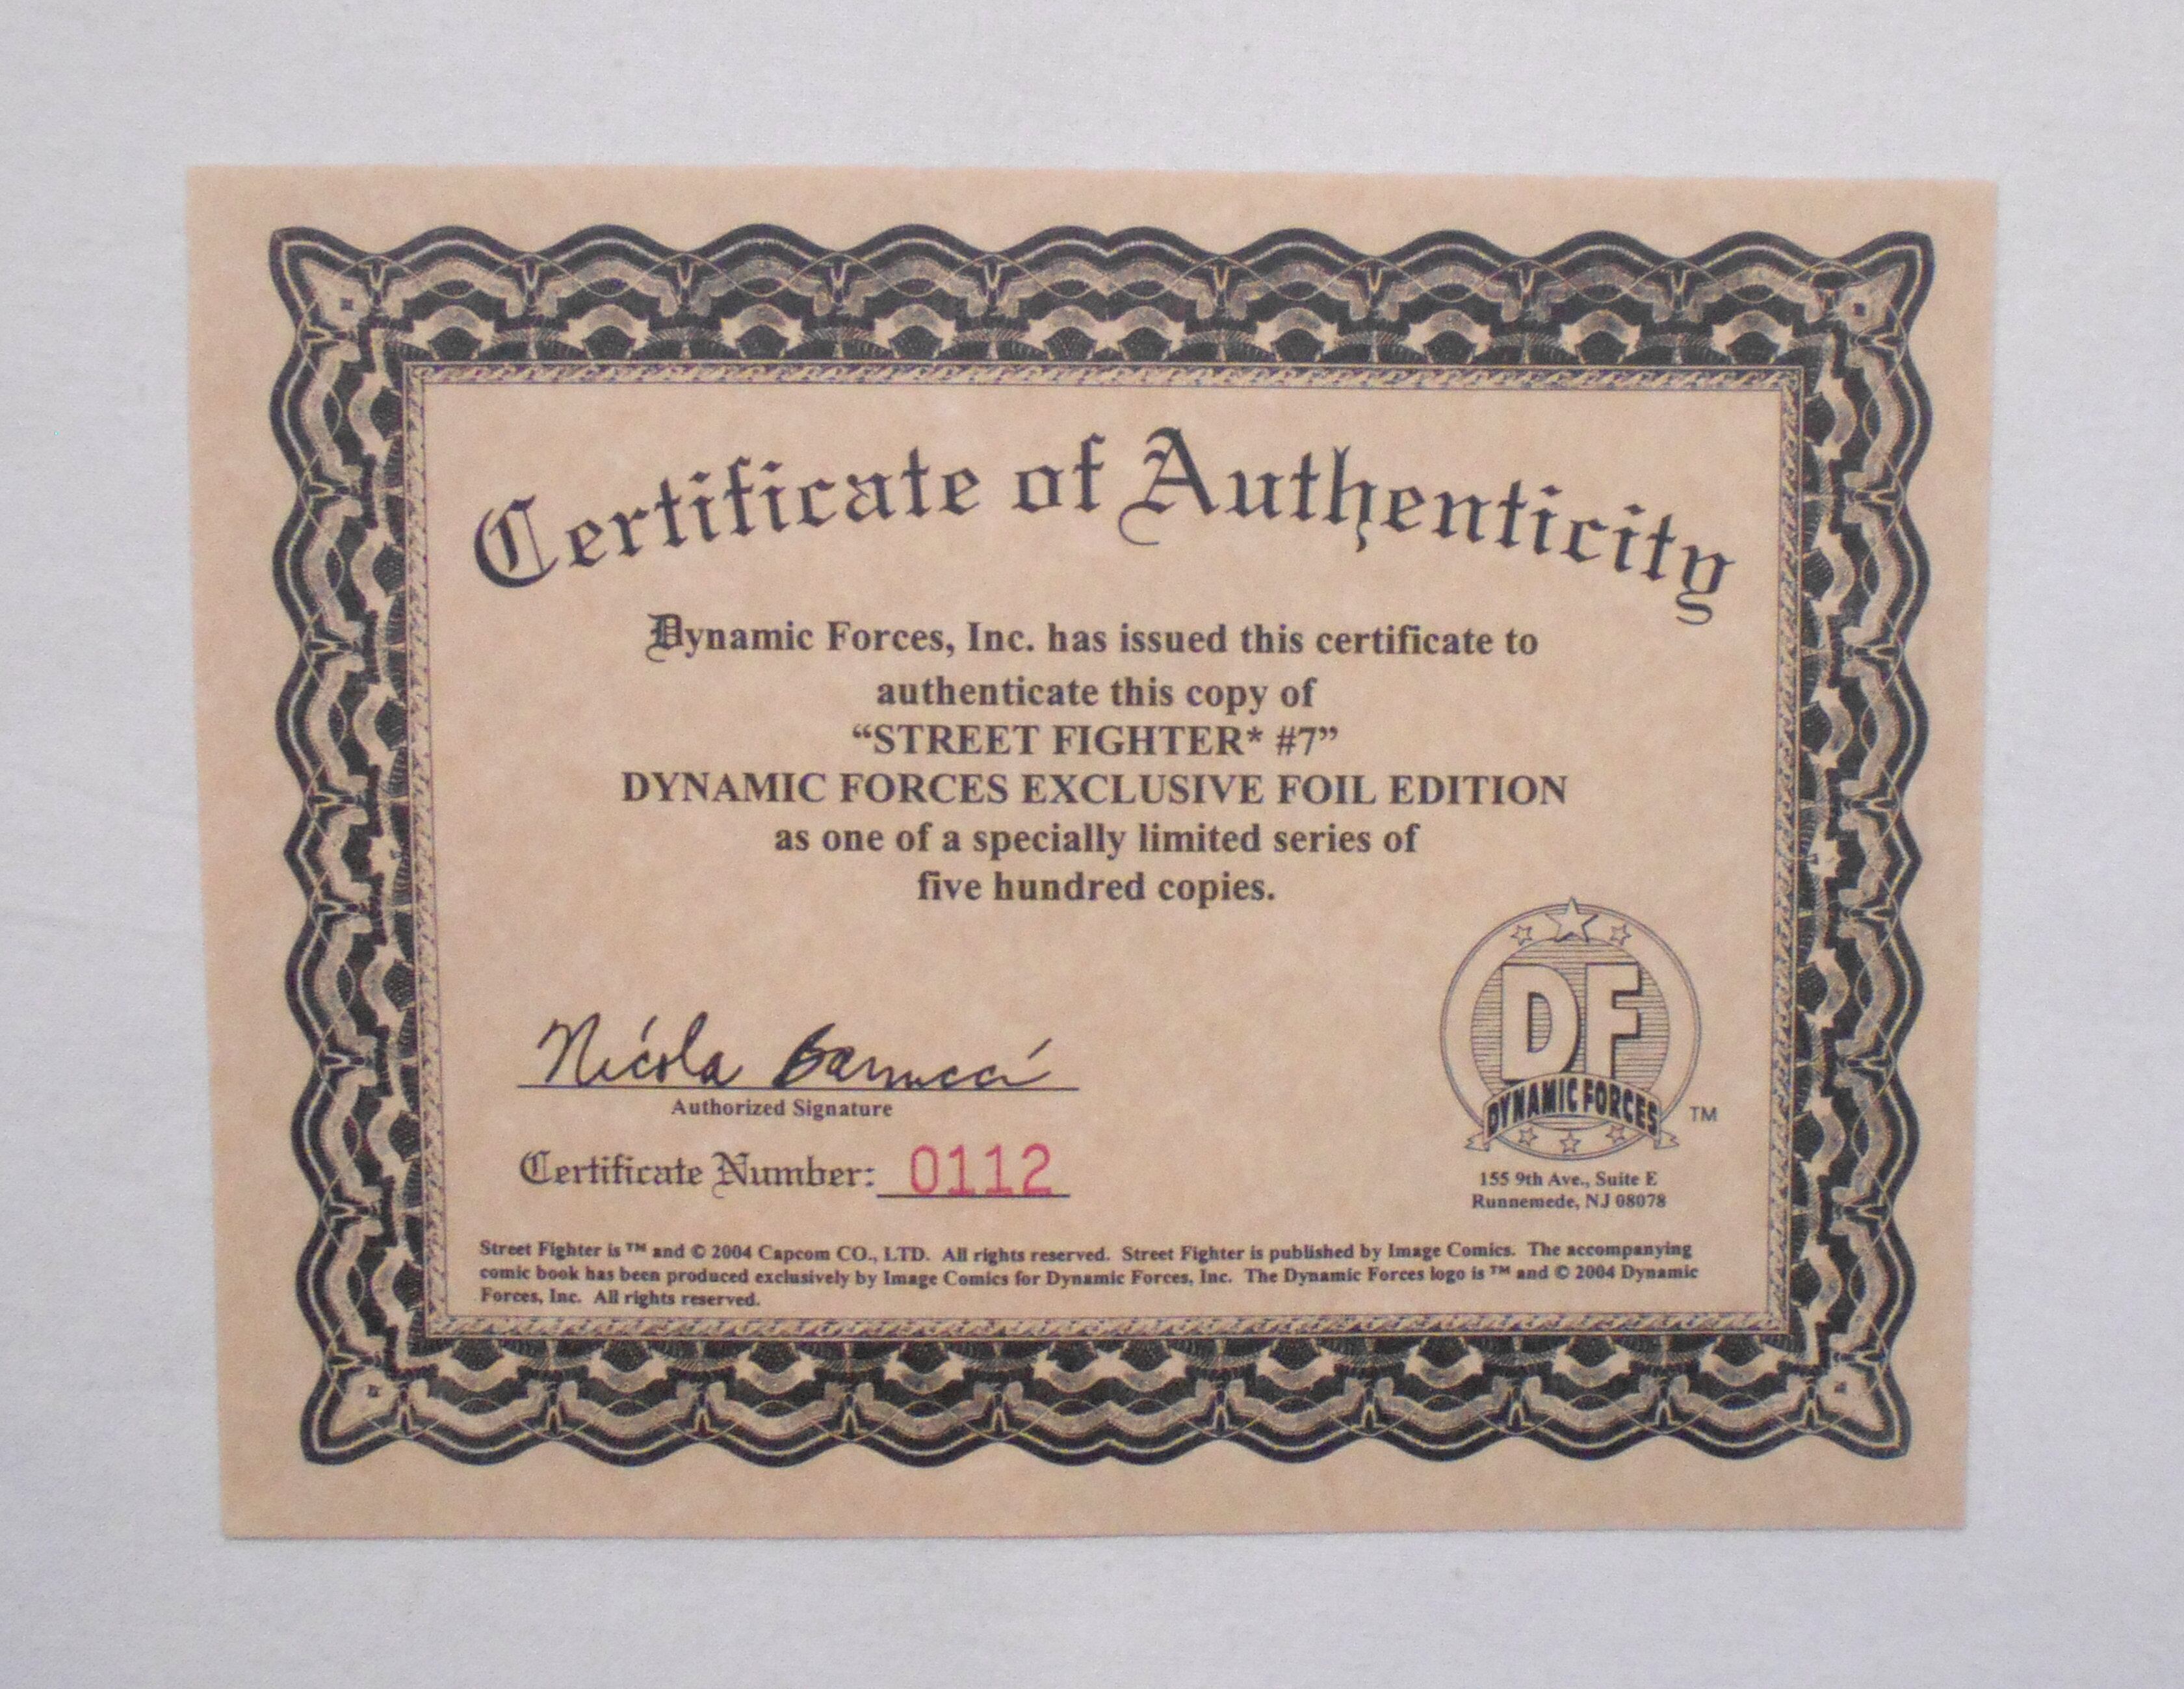 Certificate of Authenticity
Dynamic Forces, Inc. has issued this certificate to
authenticate this copy of
“STREET FIGHTER* #7”
DYNAMIC FORCES EXCLUSIVE FOIL EDITION
as one of a specially limited series of
five hundred copies.
Nicola Barrucci
Authorized Signature
Certificate Number: 0112
DF
DYNAMIC FORCES ™
155 9th Ave., Suite E
Runnemede, NJ 08078
Street Fighter is ™ and © 2004 Capcom CO., LTD. All rights reserved. Street Fighter is published by Image Comics. The accompanying
comic book has been produced exclusively by Image Comics for Dynamic Forces, Inc. The Dynamic Forces logo is ™ and © 2004 Dynamic
Forces, Inc. All rights reserved.